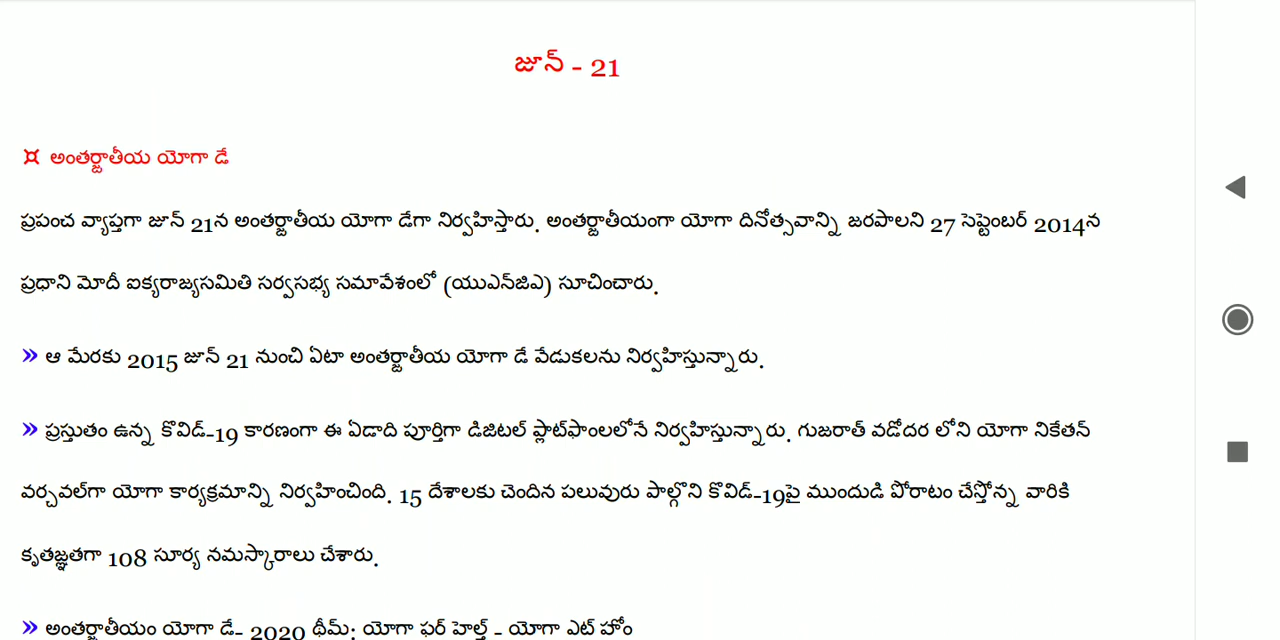 జూన్ - 21
¤ అంతర్జాతీయ యోగా డే
ప్రపంచ వ్యాప్తగా జూన్ 21న అంతర్జాతీయ యోగా డేగా నిర్వహిస్తారు. అంతర్జాతీయంగా యోగా దినోత్సవాన్ని జరపాలని 27 సెప్టెంబర్ 2014న
ప్రధాని మోదీ ఐక్యరాజ్యసమితి సర్వసభ్య సమావేశంలో (యుఎన్‌జిఎ) సూచించారు.
» ఆ మేరకు 2015 జూన్ 21 నుంచి ఏటా అంతర్జాతీయ యోగా డే వేడుకలను నిర్వహిస్తున్నారు.
» ప్రస్తుతం ఉన్న కొవిడ్-19 కారణంగా ఈ ఏడాది పూర్తిగా డిజిటల్ ప్లాట్‌ఫాంలలోనే నిర్వహిస్తున్నారు. గుజరాత్ వడోదర లోని యోగా నికేతన్
వర్చువల్‌గా యోగా కార్యక్రమాన్ని నిర్వహించింది. 15 దేశాలకు చెందిన పలువురు పాల్గొని కొవిడ్-19పై ముందుడి పోరాటం చేస్తోన్న వారికి
కృతజ్ఞతగా 108 సూర్య నమస్కారాలు చేశారు.
» అంతర్జాతీయం యోగా డే- 2020 థీమ్: యోగా ఫర్ హెల్త్ - యోగా ఎట్ హోం